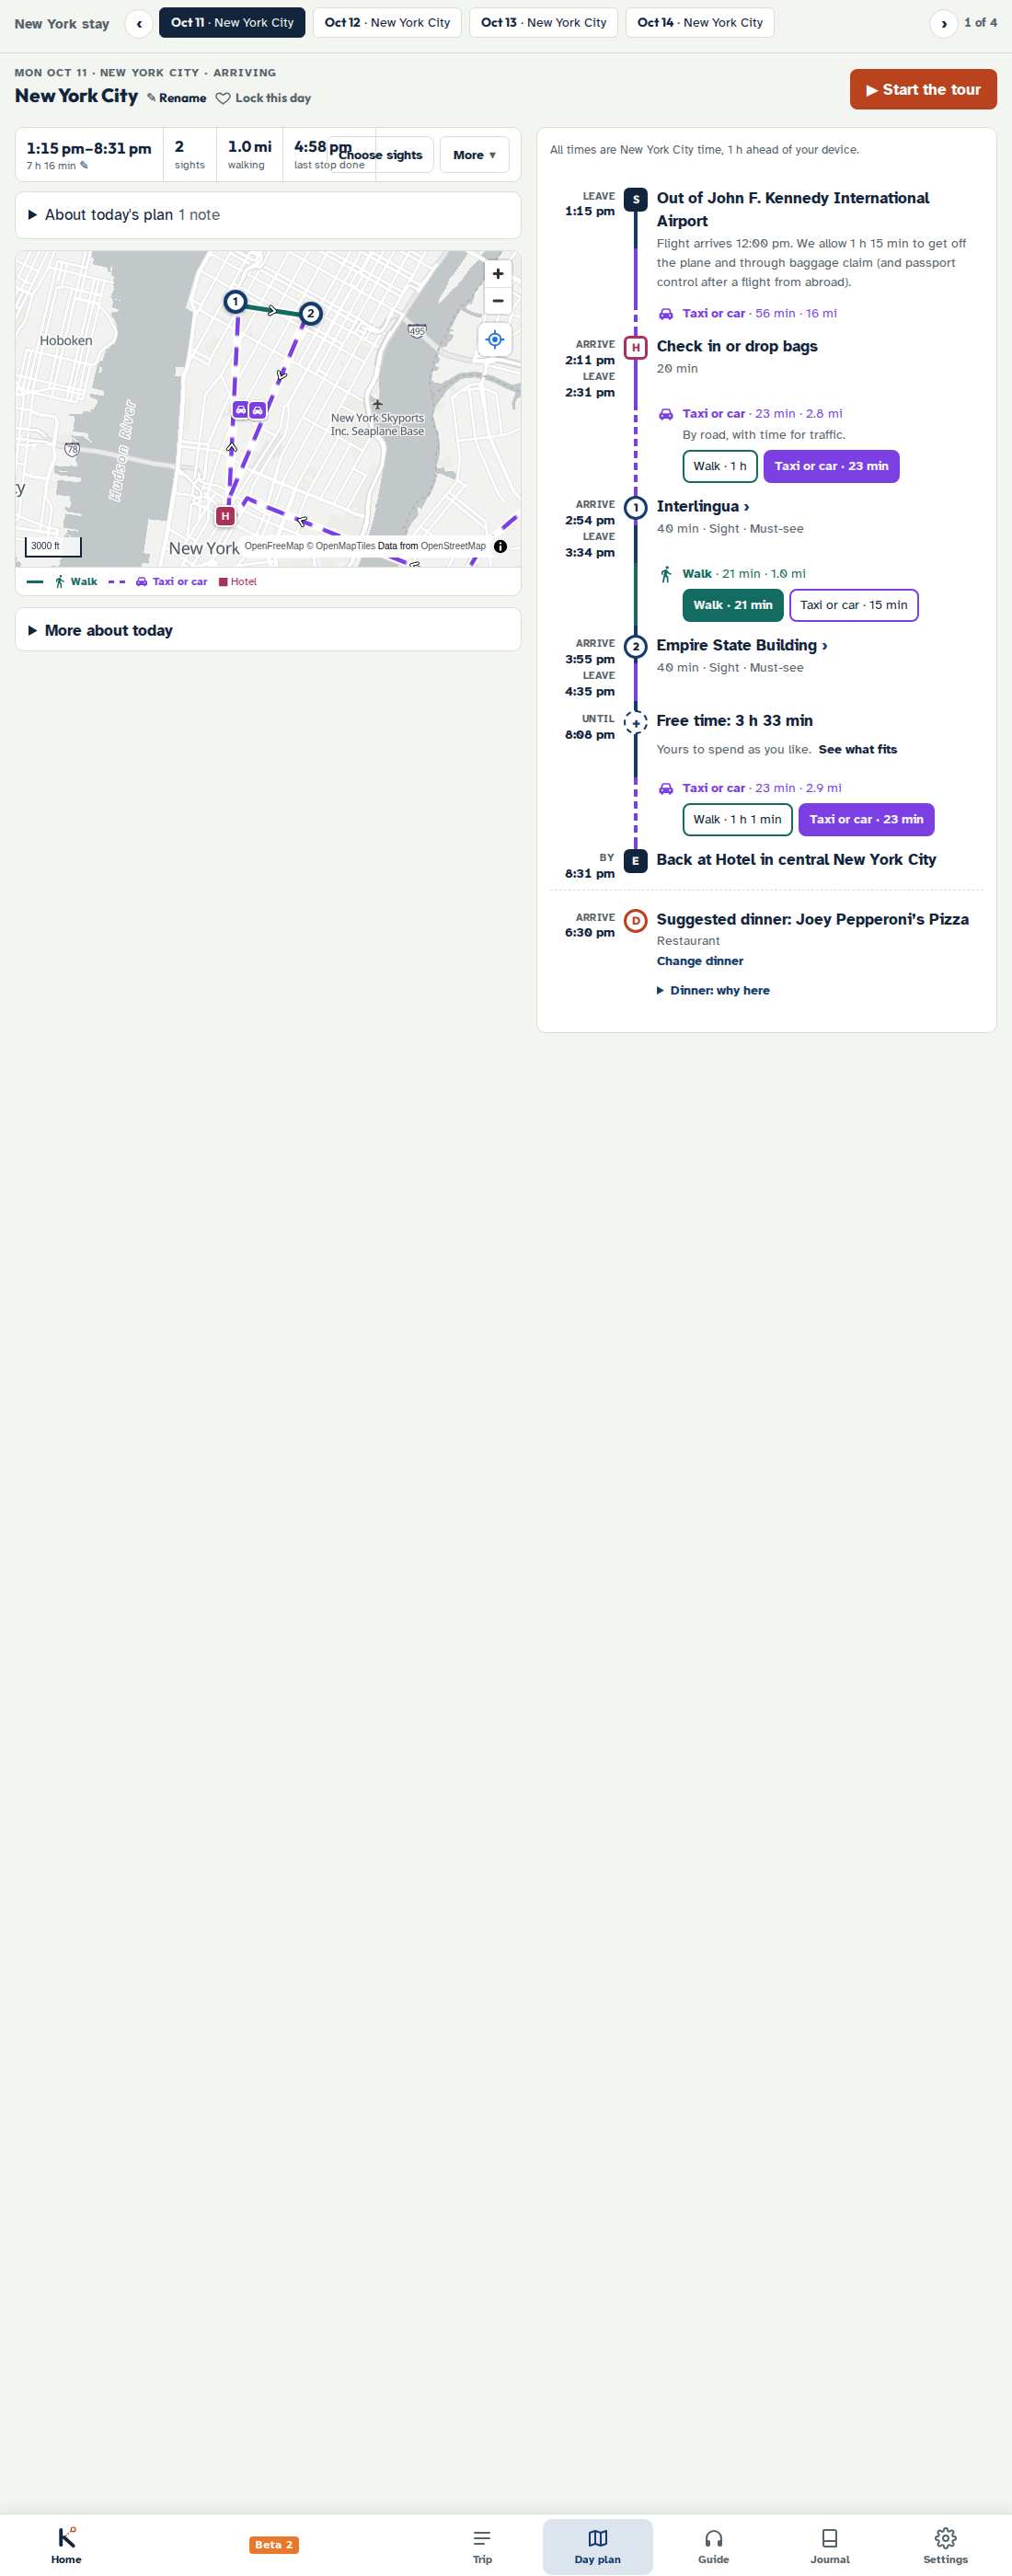 New York stay
‹
Oct 11 · New York City
Oct 12 · New York City
Oct 13 · New York City
Oct 14 · New York City
›
1 of 4
MON OCT 11 · NEW YORK CITY · ARRIVING
New York City ✎ Rename Lock this day
▶ Start the tour
1:15 pm–8:31 pm
7 h 16 min ✎
2
sights
1.0 mi
walking
4:58 pm
last stop done
Choose sights
More ▼
▶ About today's plan 1 note
Hoboken
495
New York Skyports
Inc. Seaplane Base
78
Hudson River
y
1
2
H
+
−
3000 ft
New York
OpenFreeMap © OpenMapTiles Data from OpenStreetMap
Walk
Taxi or car
Hotel
▶ More about today
All times are New York City time, 1 h ahead of your device.
LEAVE
1:15 pm
S
Out of John F. Kennedy International
Airport
Flight arrives 12:00 pm. We allow 1 h 15 min to get off
the plane and through baggage claim (and passport
control after a flight from abroad).
Taxi or car · 56 min · 16 mi
ARRIVE
2:11 pm
LEAVE
2:31 pm
H
Check in or drop bags
20 min
Taxi or car · 23 min · 2.8 mi
By road, with time for traffic.
Walk · 1 h
Taxi or car · 23 min
ARRIVE
2:54 pm
LEAVE
3:34 pm
1
Interlingua ›
40 min · Sight · Must-see
Walk · 21 min · 1.0 mi
Walk · 21 min
Taxi or car · 15 min
ARRIVE
3:55 pm
LEAVE
4:35 pm
2
Empire State Building ›
40 min · Sight · Must-see
UNTIL
8:08 pm
+
Free time: 3 h 33 min
Yours to spend as you like. See what fits
Taxi or car · 23 min · 2.9 mi
Walk · 1 h 1 min
Taxi or car · 23 min
BY
8:31 pm
E
Back at Hotel in central New York City
ARRIVE
6:30 pm
D
Suggested dinner: Joey Pepperoni's Pizza
Restaurant
Change dinner
▶ Dinner: why here
Home
Beta 2
Trip
Day plan
Guide
Journal
Settings